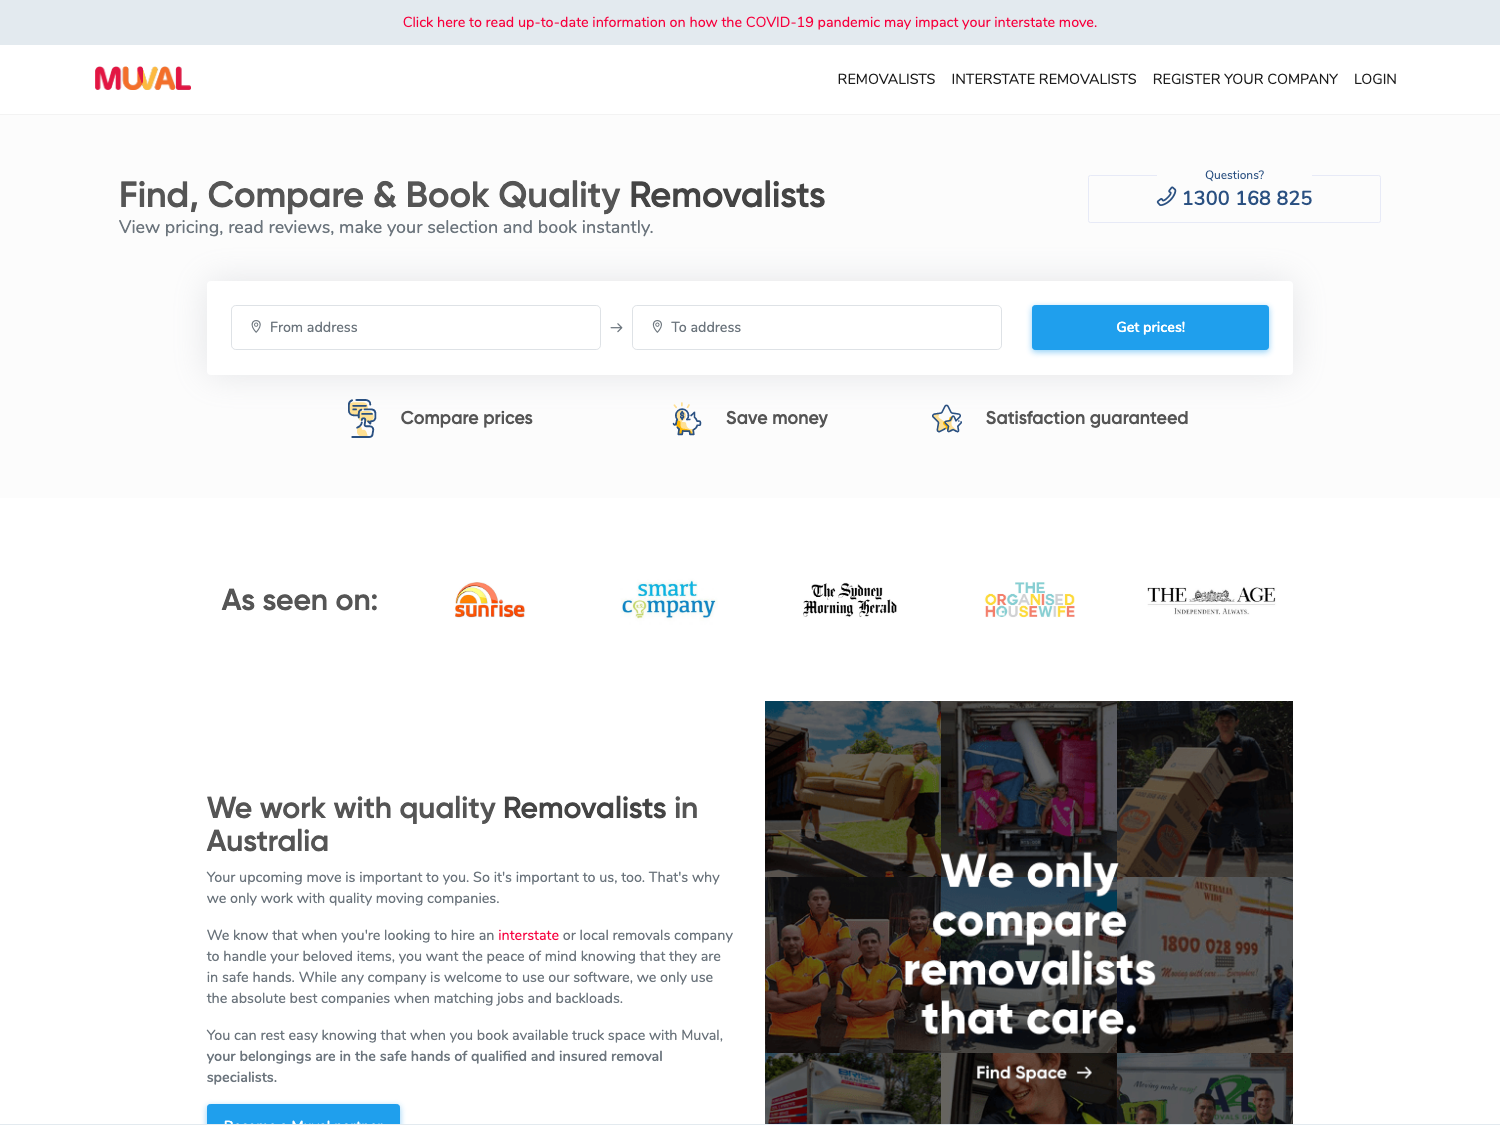 Click here to read up-to-date information on how the COVID-19 pandemic may impact your interstate move.
MUVAL
REMOVALISTS INTERSTATE REMOVALISTS REGISTER YOUR COMPANY LOGIN
Find, Compare & Book Quality Removalists
View pricing, read reviews, make your selection and book instantly.
Questions?
1300 168 825
From address
To address
Get prices!
Compare prices
Save money
Satisfaction guaranteed
As seen on:
sunrise
smart
company
The Sydney
Morning Herald
THE
ORGANISED
HOUSEWIFE
THE AGE
INDEPENDENT. ALWAYS.
We work with quality Removalists in
Australia
Your upcoming move is important to you. So it's important to us, too. That's why
we only work with quality moving companies.
We know that when you're looking to hire an interstate or local removals company
to handle your beloved items, you want the peace of mind knowing that they are
in safe hands. While any company is welcome to use our software, we only use
the absolute best companies when matching jobs and backloads.
You can rest easy knowing that when you book available truck space with Muval,
your belongings are in the safe hands of qualified and insured removal
specialists.
Become a Muval partner
AUSTRALIAN
WIDE
1800 028 999
Moving with care... Everywhere!
We only
compare
removalists
that care.
Find Space